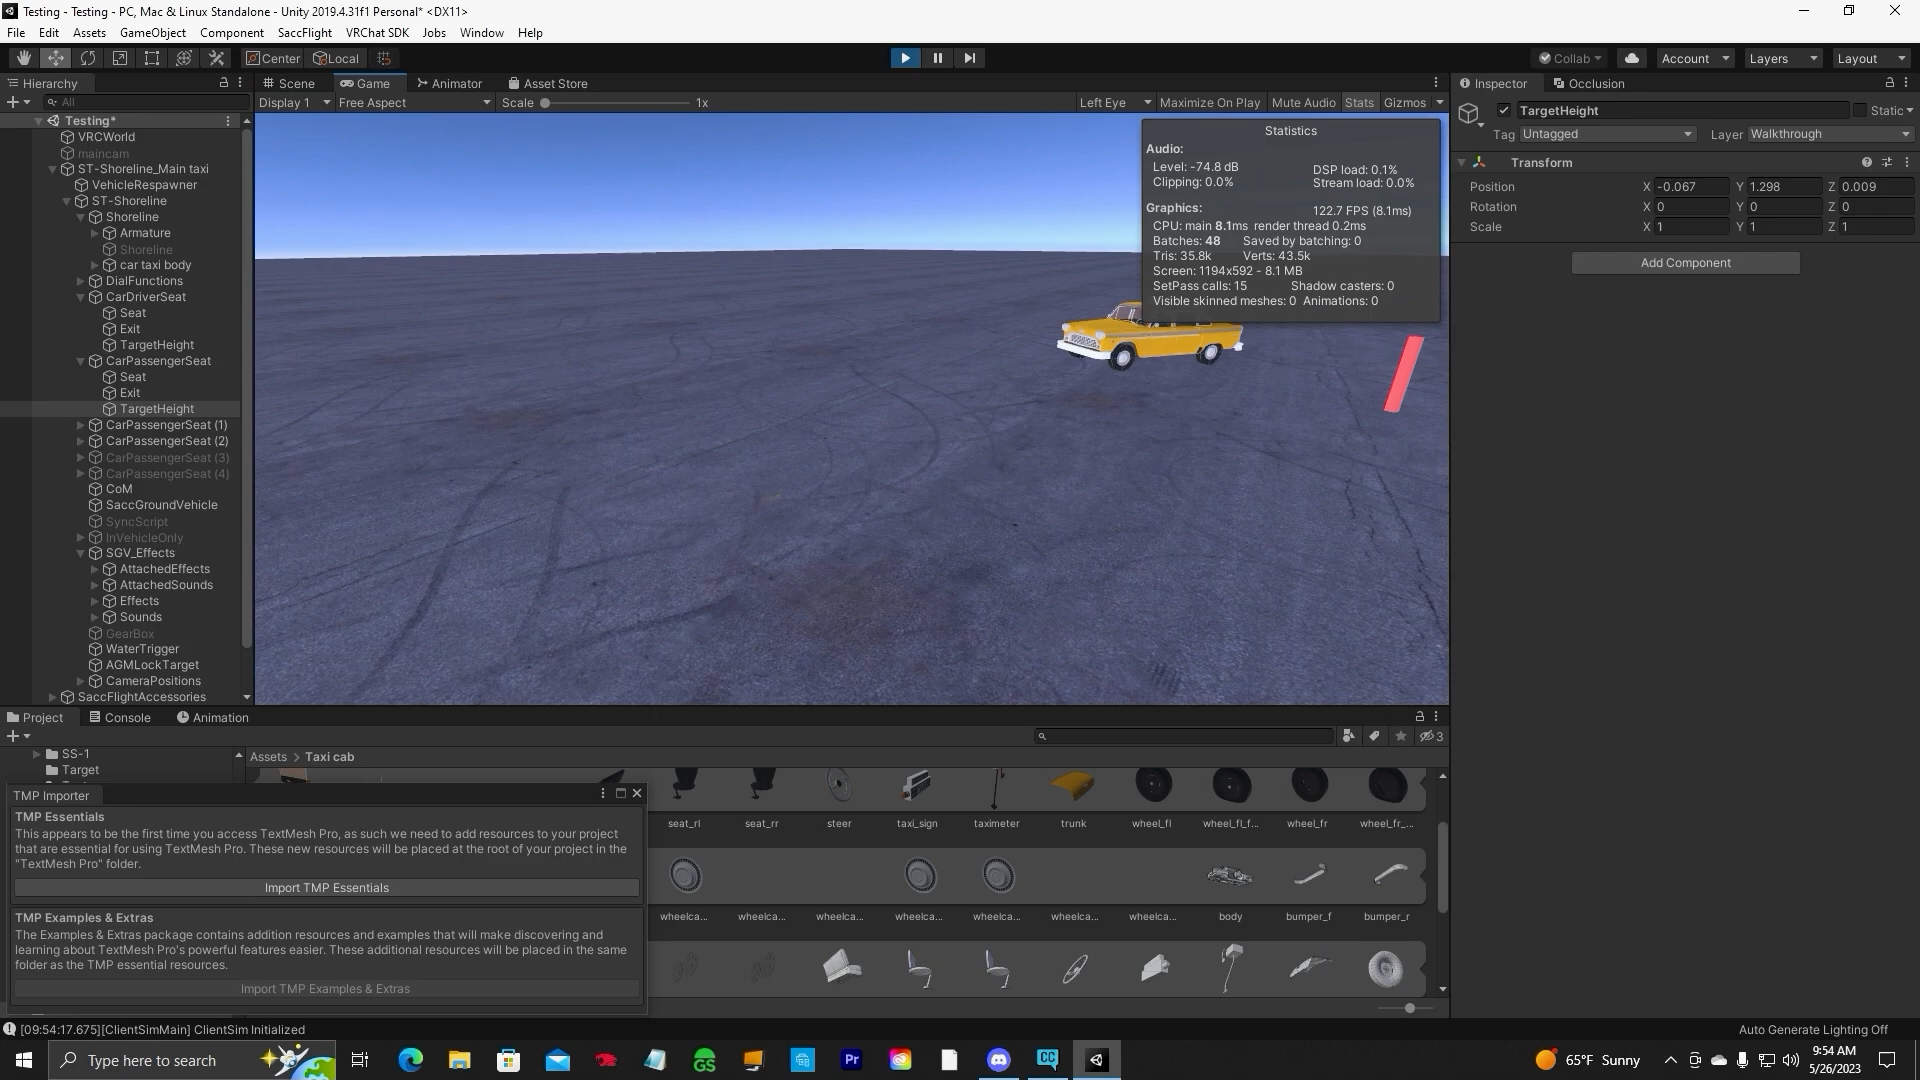 Testing - Testing - PC, Mac & Linux Standalone - Unity 2019.4.31f1 Personal* <DX11>
File Edit Assets GameObject Component SaccFlight VRChat SDK Jobs Window Help
Center Local
Collab Account Layers Layout
Hierarchy
All
Testing*
VRCWorld
maincam
ST-Shoreline_Main taxi
VehicleRespawner
ST-Shoreline
Shoreline
Armature
Shoreline
car taxi body
DialFunctions
CarDriverSeat
Seat
Exit
TargetHeight
CarPassengerSeat
Seat
Exit
TargetHeight
CarPassengerSeat (1)
CarPassengerSeat (2)
CarPassengerSeat (3)
CarPassengerSeat (4)
CoM
SaccGroundVehicle
SyncScript
InVehicleOnly
SGV_Effects
AttachedEffects
AttachedSounds
Effects
Sounds
GearBox
WaterTrigger
AGMLockTarget
CameraPositions
SaccFlightAccessories
Scene Game Animator Asset Store
Display 1 Free Aspect Scale 1x Left Eye Maximize On Play Mute Audio Stats Gizmos
Statistics
Audio:
Level: -74.8 dB DSP load: 0.1%
Clipping: 0.0% Stream load: 0.0%
Graphics: 122.7 FPS (8.1ms)
CPU: main 8.1ms render thread 0.2ms
Batches: 48 Saved by batching: 0
Tris: 35.8k Verts: 43.5k
Screen: 1194x592 - 8.1 MB
SetPass calls: 15 Shadow casters: 0
Visible skinned meshes: 0 Animations: 0
Inspector Occlusion
TargetHeight Static
Tag Untagged Layer Walkthrough
Transform
Position X -0.067 Y 1.298 Z 0.009
Rotation X 0 Y 0 Z 0
Scale X 1 Y 1 Z 1
Add Component
Project Console Animation
3
SS-1
Target
Assets > Taxi cab
seat_rl seat_rr steer taxi_sign taximeter trunk wheel_fl wheel_fl_f... wheel_fr wheel_fr_...
wheelca... wheelca... wheelca... wheelca... wheelca... wheelca... wheelca... body bumper_f bumper_r
TMP Importer
TMP Essentials
This appears to be the first time you access TextMesh Pro, as such we need to add resources to your project
that are essential for using TextMesh Pro. These new resources will be placed at the root of your project in the
"TextMesh Pro" folder.
Import TMP Essentials
TMP Examples & Extras
The Examples & Extras package contains addition resources and examples that will make discovering and
learning about TextMesh Pro's powerful features easier. These additional resources will be placed in the same
folder as the TMP essential resources.
Import TMP Examples & Extras
[09:54:17.675][ClientSimMain] ClientSim Initialized
Auto Generate Lighting Off
Type here to search
GS
Pr
CC
65°F Sunny
9:54 AM
5/26/2023